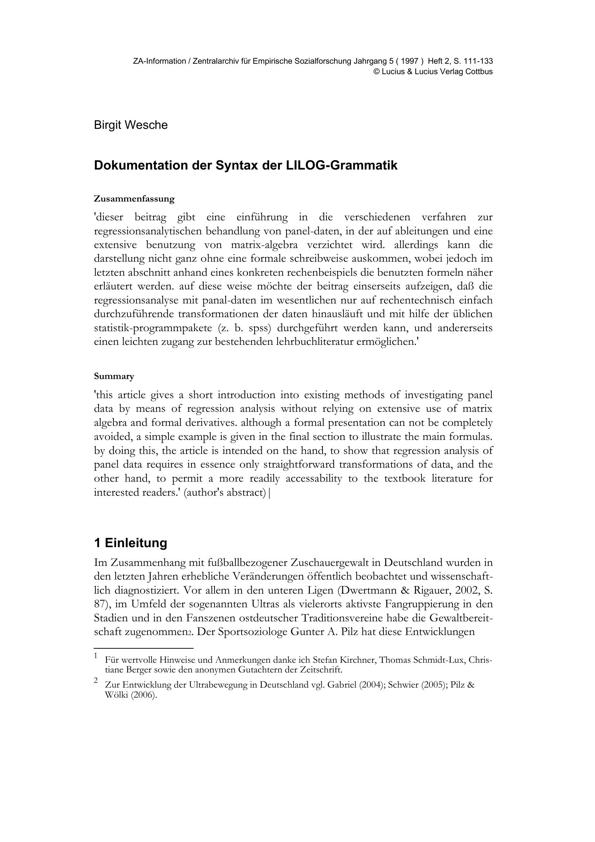 ZA-Information / Zentralarchiv für Empirische Sozialforschung Jahrgang 5 ( 1997 ) Heft 2, S. 111-133
© Lucius & Lucius Verlag Cottbus
Birgit Wesche
Dokumentation der Syntax der LILOG-Grammatik
Zusammenfassung
'dieser beitrag gibt eine einführung in die verschiedenen verfahren zur
regressionsanalytischen behandlung von panel-daten, in der auf ableitungen und eine
extensive benutzung von matrix-algebra verzichtet wird. allerdings kann die
darstellung nicht ganz ohne eine formale schreibweise auskommen, wobei jedoch im
letzten abschnitt anhand eines konkreten rechenbeispiels die benutzten formeln näher
erläutert werden. auf diese weise möchte der beitrag einerseits aufzeigen, daß die
regressionsanalyse mit panal-daten im wesentlichen nur auf rechentechnisch einfach
durchzuführende transformationen der daten hinausläuft und mit hilfe der üblichen
statistik-programmpakete (z. b. spss) durchgeführt werden kann, und andererseits
einen leichten zugang zur bestehenden lehrbuchliteratur ermöglichen.'
Summary
'this article gives a short introduction into existing methods of investigating panel
data by means of regression analysis without relying on extensive use of matrix
algebra and formal derivatives. although a formal presentation can not be completely
avoided, a simple example is given in the final section to illustrate the main formulas.
by doing this, the article is intended on the hand, to show that regression analysis of
panel data requires in essence only straightforward transformations of data, and the
other hand, to permit a more readily accessability to the textbook literature for
interested readers.' (author's abstract)|
1 Einleitung
Im Zusammenhang mit fußballbezogener Zuschauergewalt in Deutschland wurden in
den letzten Jahren erhebliche Veränderungen öffentlich beobachtet und wissenschaft-
lich diagnostiziert. Vor allem in den unteren Ligen (Dwertmann & Rigauer, 2002, S.
87), im Umfeld der sogenannten Ultras als vielerorts aktivste Fangruppierung in den
Stadien und in den Fanszenen ostdeutscher Traditionsvereine habe die Gewaltbereit-
schaft zugenommen2. Der Sportsoziologe Gunter A. Pilz hat diese Entwicklungen
1 Für wertvolle Hinweise und Anmerkungen danke ich Stefan Kirchner, Thomas Schmidt-Lux, Chris-
tiane Berger sowie den anonymen Gutachtern der Zeitschrift.
2 Zur Entwicklung der Ultrabewegung in Deutschland vgl. Gabriel (2004); Schwier (2005); Pilz &
Wölki (2006).